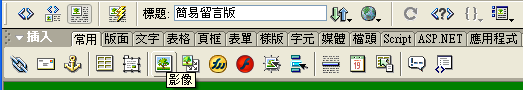 標題: 簡易留言版
插入 常用 版面 文字 表格 頁框 表單 樣版 字元 媒體 檔頭 Script ASP.NET 應用程式
影像